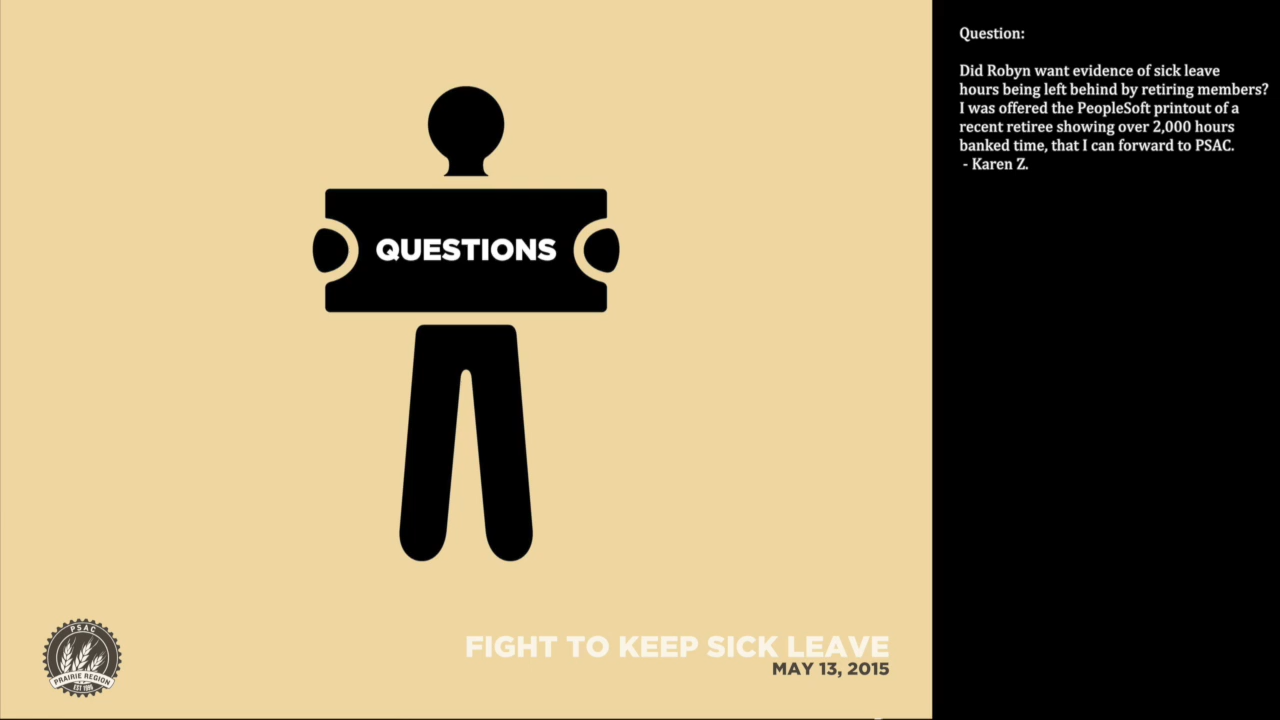 QUESTIONS
FIGHT TO KEEP SICK LEAVE
MAY 13, 2015
PSAC
PRAIRIE REGION
Question:
Did Robyn want evidence of sick leave
hours being left behind by retiring members?
I was offered the PeopleSoft printout of a
recent retiree showing over 2,000 hours
banked time, that I can forward to PSAC.
- Karen Z.